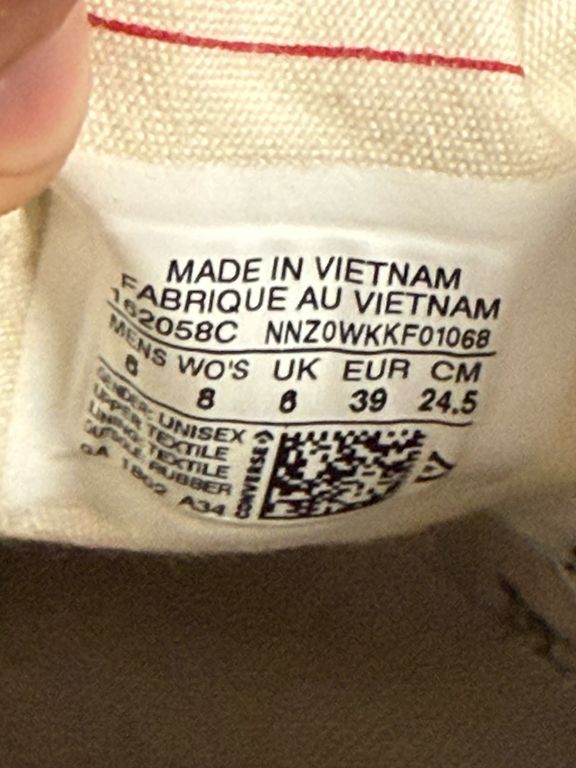 MADE IN VIETNAM
FABRIQUE AU VIETNAM
162058C NNZ0WKKF01068
MENS WO'S UK EUR CM
6 8 6 39 24.5
GENDER: UNISEX
UPPER: TEXTILE
LINING: TEXTILE
OUTSOLE: RUBBER
1802 A34
CONVERSE